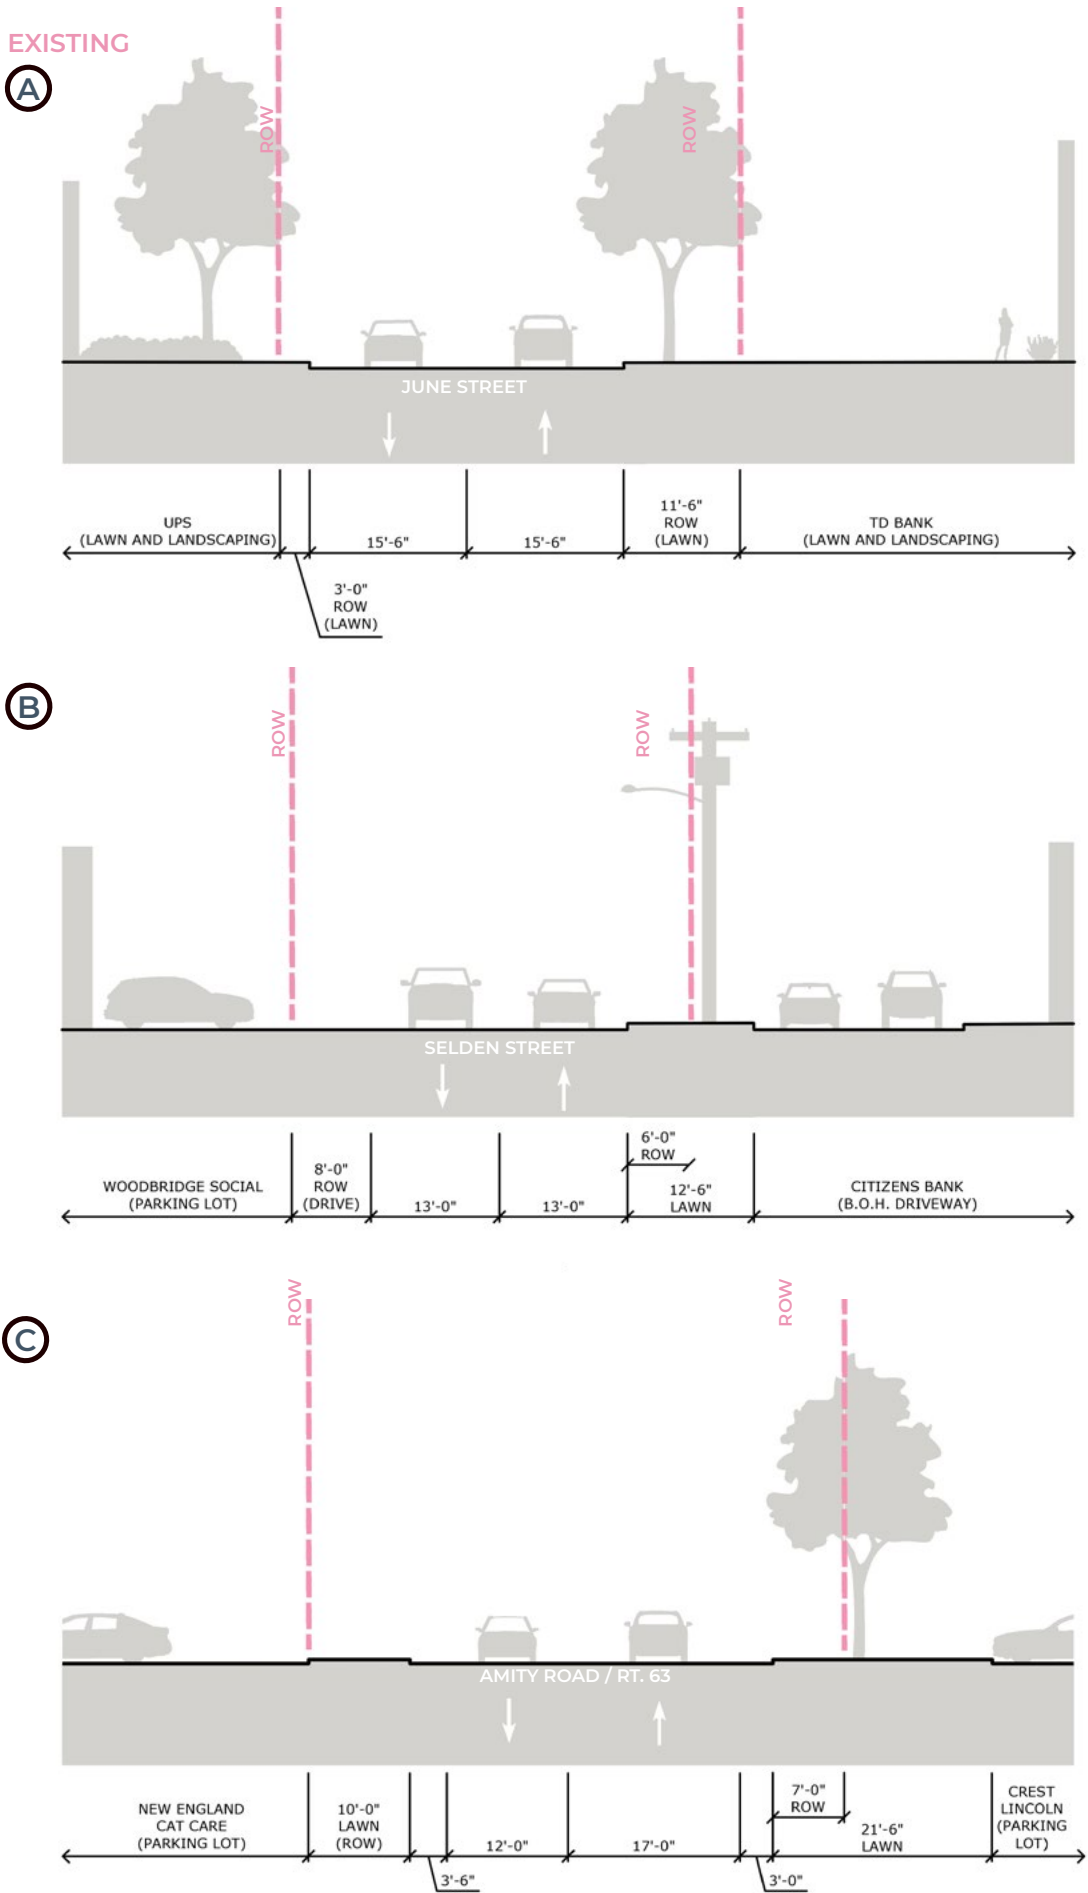 EXISTING
A
ROW
ROW
JUNE STREET
UPS
(LAWN AND LANDSCAPING)
15'-6"
15'-6"
11'-6"
ROW
(LAWN)
TD BANK
(LAWN AND LANDSCAPING)
3'-0"
ROW
(LAWN)
B
ROW
ROW
SELDEN STREET
WOODBRIDGE SOCIAL
(PARKING LOT)
8'-0"
ROW
(DRIVE)
13'-0"
13'-0"
6'-0"
ROW
12'-6"
LAWN
CITIZENS BANK
(B.O.H. DRIVEWAY)
C
ROW
ROW
AMITY ROAD / RT. 63
NEW ENGLAND
CAT CARE
(PARKING LOT)
10'-0"
LAWN
(ROW)
3'-6"
12'-0"
17'-0"
3'-0"
7'-0"
ROW
21'-6"
LAWN
CREST
LINCOLN
(PARKING
LOT)